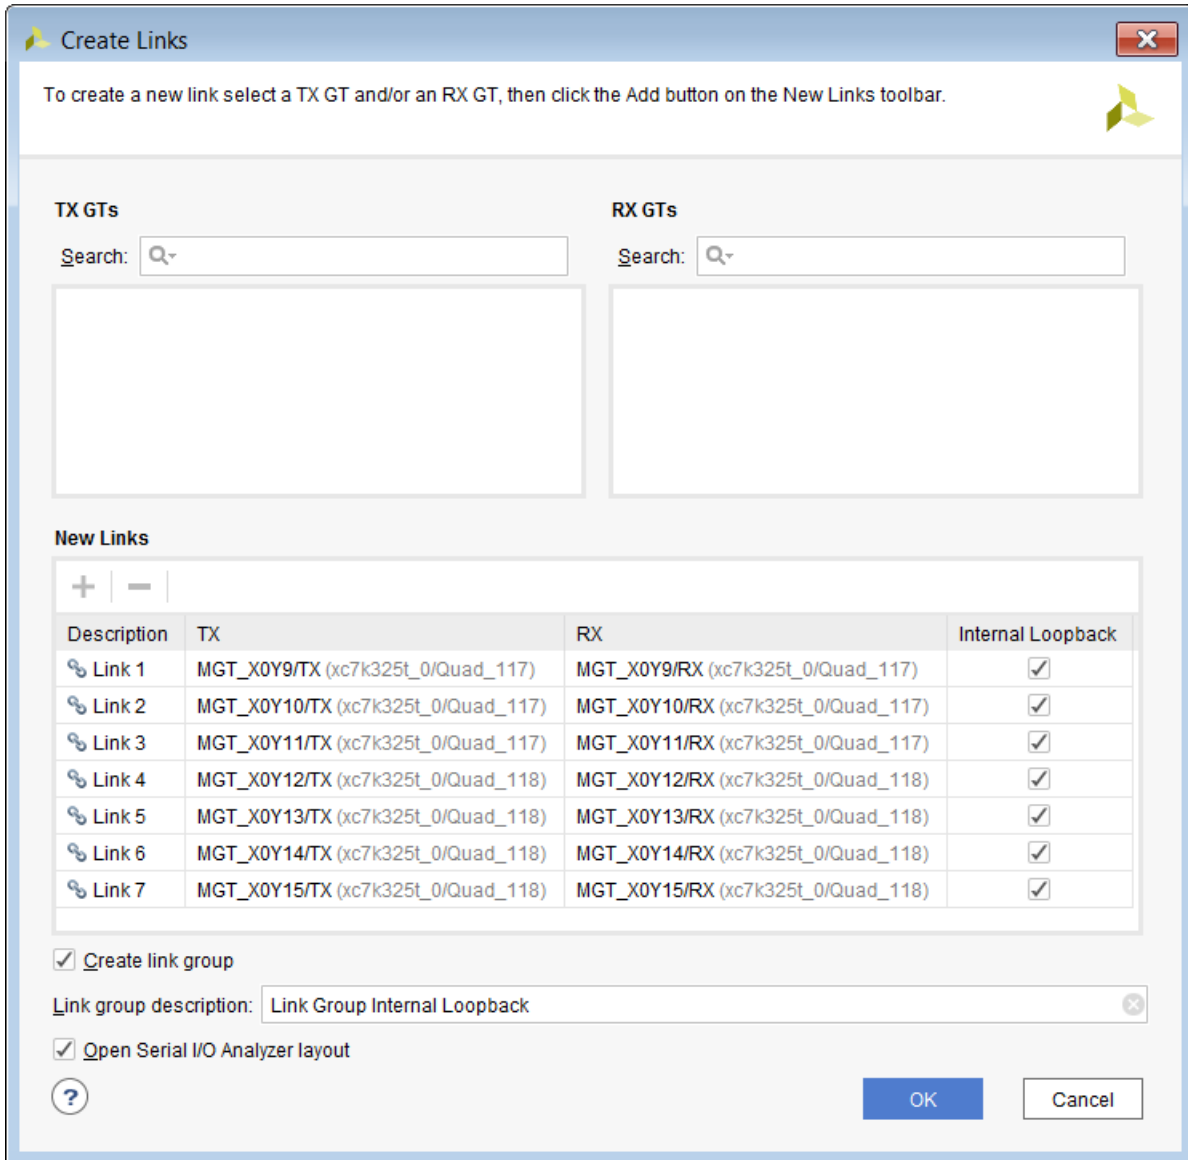 Create Links
To create a new link select a TX GT and/or an RX GT, then click the Add button on the New Links toolbar.
TX GTs
RX GTs
Search:
Search:
New Links
Description TX RX Internal Loopback
Link 1 MGT_X0Y9/TX (xc7k325t_0/Quad_117) MGT_X0Y9/RX (xc7k325t_0/Quad_117)
Link 2 MGT_X0Y10/TX (xc7k325t_0/Quad_117) MGT_X0Y10/RX (xc7k325t_0/Quad_117)
Link 3 MGT_X0Y11/TX (xc7k325t_0/Quad_117) MGT_X0Y11/RX (xc7k325t_0/Quad_117)
Link 4 MGT_X0Y12/TX (xc7k325t_0/Quad_118) MGT_X0Y12/RX (xc7k325t_0/Quad_118)
Link 5 MGT_X0Y13/TX (xc7k325t_0/Quad_118) MGT_X0Y13/RX (xc7k325t_0/Quad_118)
Link 6 MGT_X0Y14/TX (xc7k325t_0/Quad_118) MGT_X0Y14/RX (xc7k325t_0/Quad_118)
Link 7 MGT_X0Y15/TX (xc7k325t_0/Quad_118) MGT_X0Y15/RX (xc7k325t_0/Quad_118)
Create link group
Link group description: Link Group Internal Loopback
Open Serial I/O Analyzer layout
? OK Cancel